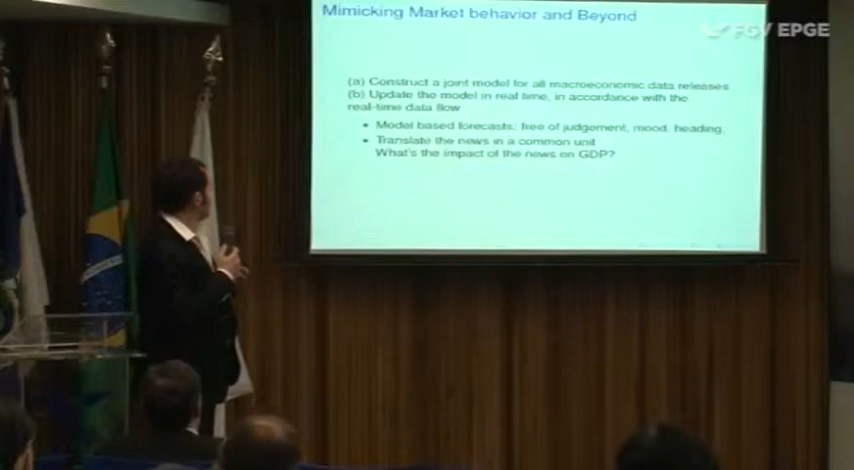 Mimicking Market behavior and Beyond
FGV EPGE
(a) Construct a joint model for all macroeconomic data releases
(b) Update the model in real time, in accordance with the
real-time data flow
• Model based forecasts: free of judgement, mood, heading.
• Translate the news in a common unit
What's the impact of the news on GDP?